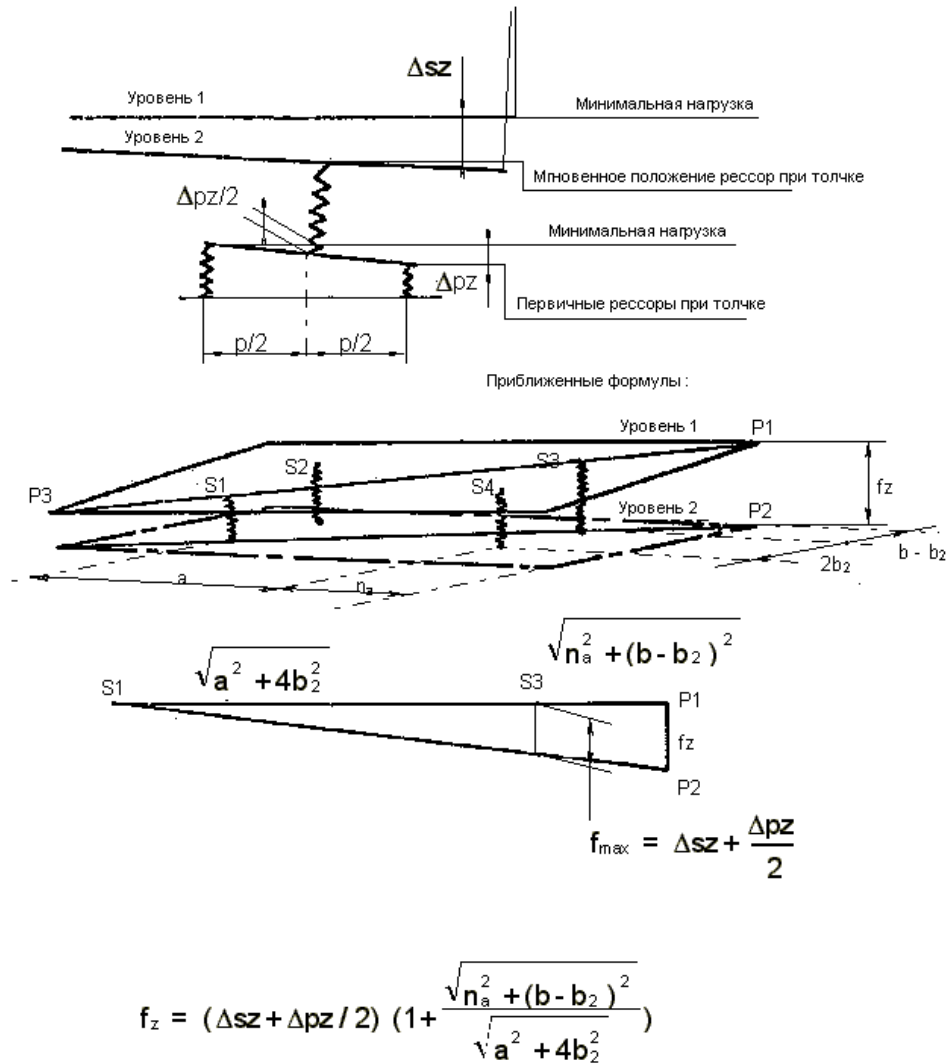 Δsz
Уровень 1
Минимальная нагрузка
Уровень 2
Мгновенное положение рессор при толчке
Δpz/2
Минимальная нагрузка
Δpz
Первичные рессоры при толчке
p/2 p/2
Приближенные формулы :
Уровень 1 P1
S3
S2
S1 S4
P3 fz
Уровень 2 P2
b - b₂
2b₂
a nₐ
√(nₐ² + (b - b₂)²)
√(a² + 4b₂²)
S1 S3 P1
fz
P2
f_max = Δsz + Δpz/2
f_z = (Δsz + Δpz / 2) (1 + √(nₐ² + (b - b₂)²) / √(a² + 4b₂²))